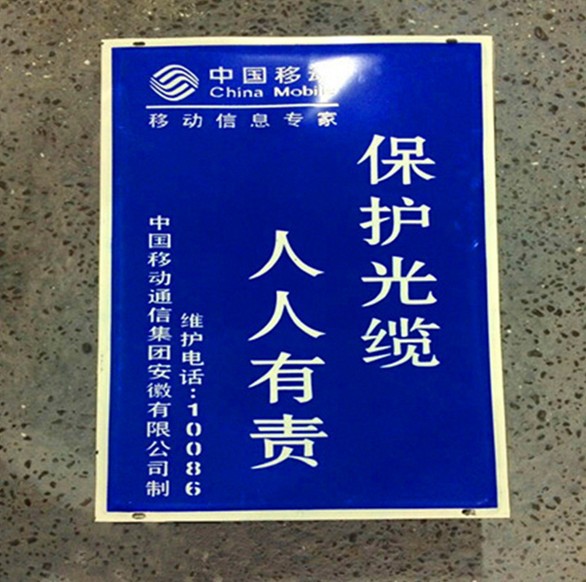 中国移动
China Mobile
移动信息专家
保护光缆
人人有责
维护电话:10086
中国移动通信集团安徽有限公司制